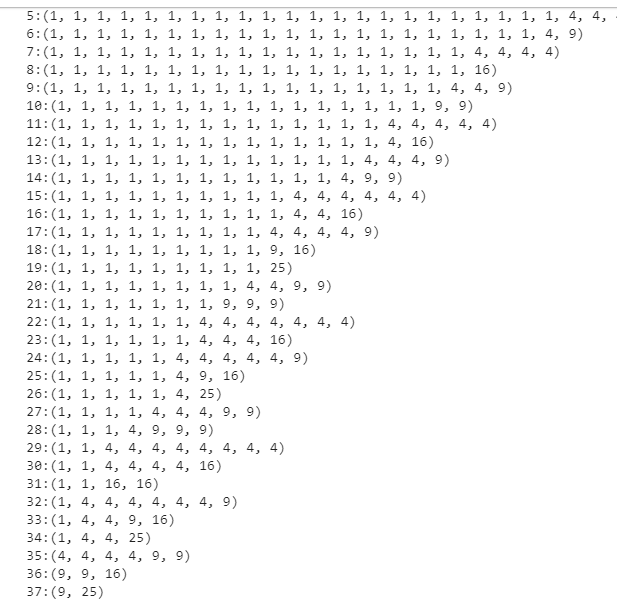 5:(1, 1, 1, 1, 1, 1, 1, 1, 1, 1, 1, 1, 1, 1, 1, 1, 1, 1, 1, 1, 1, 1, 4, 4,
6:(1, 1, 1, 1, 1, 1, 1, 1, 1, 1, 1, 1, 1, 1, 1, 1, 1, 1, 1, 1, 1, 4, 9)
7:(1, 1, 1, 1, 1, 1, 1, 1, 1, 1, 1, 1, 1, 1, 1, 1, 1, 1, 4, 4, 4, 4)
8:(1, 1, 1, 1, 1, 1, 1, 1, 1, 1, 1, 1, 1, 1, 1, 1, 1, 1, 16)
9:(1, 1, 1, 1, 1, 1, 1, 1, 1, 1, 1, 1, 1, 1, 1, 1, 1, 4, 4, 9)
10:(1, 1, 1, 1, 1, 1, 1, 1, 1, 1, 1, 1, 1, 1, 1, 1, 9, 9)
11:(1, 1, 1, 1, 1, 1, 1, 1, 1, 1, 1, 1, 1, 1, 4, 4, 4, 4, 4)
12:(1, 1, 1, 1, 1, 1, 1, 1, 1, 1, 1, 1, 1, 1, 4, 16)
13:(1, 1, 1, 1, 1, 1, 1, 1, 1, 1, 1, 1, 1, 4, 4, 4, 9)
14:(1, 1, 1, 1, 1, 1, 1, 1, 1, 1, 1, 1, 4, 9, 9)
15:(1, 1, 1, 1, 1, 1, 1, 1, 1, 1, 4, 4, 4, 4, 4, 4)
16:(1, 1, 1, 1, 1, 1, 1, 1, 1, 1, 4, 4, 16)
17:(1, 1, 1, 1, 1, 1, 1, 1, 1, 4, 4, 4, 4, 9)
18:(1, 1, 1, 1, 1, 1, 1, 1, 1, 9, 16)
19:(1, 1, 1, 1, 1, 1, 1, 1, 1, 25)
20:(1, 1, 1, 1, 1, 1, 1, 1, 4, 4, 9, 9)
21:(1, 1, 1, 1, 1, 1, 1, 9, 9, 9)
22:(1, 1, 1, 1, 1, 1, 4, 4, 4, 4, 4, 4, 4)
23:(1, 1, 1, 1, 1, 1, 4, 4, 4, 16)
24:(1, 1, 1, 1, 1, 4, 4, 4, 4, 4, 9)
25:(1, 1, 1, 1, 1, 4, 9, 16)
26:(1, 1, 1, 1, 1, 4, 25)
27:(1, 1, 1, 1, 4, 4, 4, 9, 9)
28:(1, 1, 1, 4, 9, 9, 9)
29:(1, 1, 4, 4, 4, 4, 4, 4, 4, 4)
30:(1, 1, 4, 4, 4, 4, 16)
31:(1, 1, 16, 16)
32:(1, 4, 4, 4, 4, 4, 4, 9)
33:(1, 4, 4, 9, 16)
34:(1, 4, 4, 25)
35:(4, 4, 4, 4, 9, 9)
36:(9, 9, 16)
37:(9, 25)